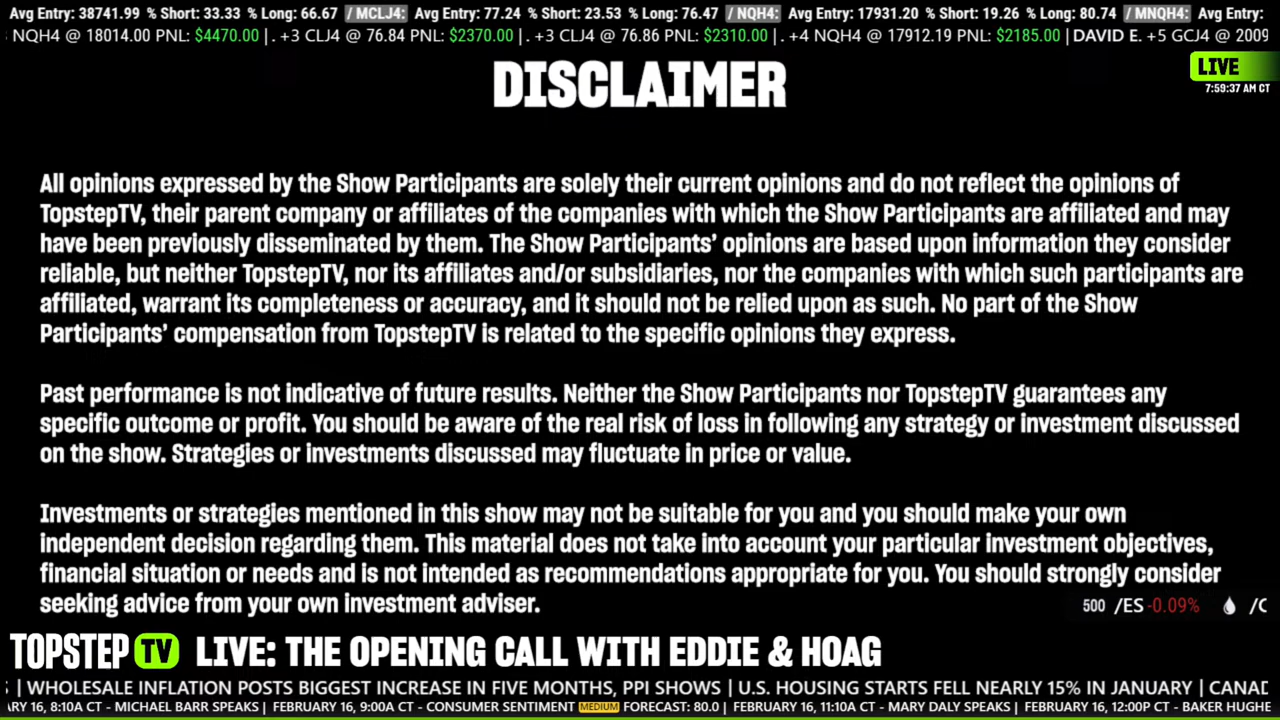 Avg Entry: 38741.99 % Short: 33.33 % Long: 66.67 / MCLJ4: Avg Entry: 77.24 % Short: 23.53 % Long: 76.47 / NQH4: Avg Entry: 17931.20 % Short: 19.26 % Long: 80.74 / MNQH4: Avg Entry:
NQH4 @ 18014.00 PNL: $4470.00 | . +3 CLJ4 @ 76.84 PNL: $2370.00 | . +3 CLJ4 @ 76.86 PNL: $2310.00 | . +4 NQH4 @ 17912.19 PNL: $2185.00 | DAVID E. +5 GCJ4 @ 2009
DISCLAIMER
LIVE
7:59:37 AM CT
All opinions expressed by the Show Participants are solely their current opinions and do not reflect the opinions of
TopstepTV, their parent company or affiliates of the companies with which the Show Participants are affiliated and may
have been previously disseminated by them. The Show Participants' opinions are based upon information they consider
reliable, but neither TopstepTV, nor its affiliates and/or subsidiaries, nor the companies with which such participants are
affiliated, warrant its completeness or accuracy, and it should not be relied upon as such. No part of the Show
Participants' compensation from TopstepTV is related to the specific opinions they express.
Past performance is not indicative of future results. Neither the Show Participants nor TopstepTV guarantees any
specific outcome or profit. You should be aware of the real risk of loss in following any strategy or investment discussed
on the show. Strategies or investments discussed may fluctuate in price or value.
Investments or strategies mentioned in this show may not be suitable for you and you should make your own
independent decision regarding them. This material does not take into account your particular investment objectives,
financial situation or needs and is not intended as recommendations appropriate for you. You should strongly consider
seeking advice from your own investment adviser.
500 /ES -0.09% /C
TOPSTEP TV LIVE: THE OPENING CALL WITH EDDIE & HOAG
S | WHOLESALE INFLATION POSTS BIGGEST INCREASE IN FIVE MONTHS, PPI SHOWS | U.S. HOUSING STARTS FELL NEARLY 15% IN JANUARY | CANAD
ARY 16, 8:10A CT - MICHAEL BARR SPEAKS | FEBRUARY 16, 9:00A CT - CONSUMER SENTIMENT MEDIUM FORECAST: 80.0 | FEBRUARY 16, 11:10A CT - MARY DALY SPEAKS | FEBRUARY 16, 12:00P CT - BAKER HUGHE